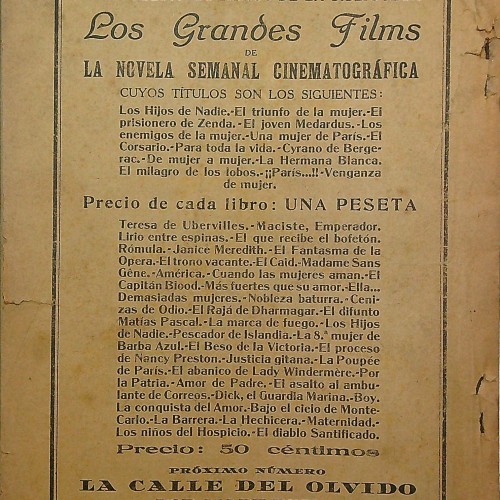 Los Grandes Films
DE
LA NOVELA SEMANAL CINEMATOGRÁFICA
CUYOS TÍTULOS SON LOS SIGUIENTES:
Los Hijos de Nadie.-El triunfo de la mujer.-El
prisionero de Zenda.-El joven Medardus.-Los
enemigos de la mujer.-Una mujer de París.-El
Corsario.-Para toda la vida.-Cyrano de Berge-
rac.-De mujer a mujer.-La Hermana Blanca.
El milagro de los lobos.-¡¡París...!!-Venganza
de mujer.
Precio de cada libro: UNA PESETA
Teresa de Ubervilles.-Maciste, Emperador.
Lirio entre espinas.-El que recibe el bofetón.
Rómula.-Janice Meredith.-El Fantasma de la
Opera.-El trono vacante.-El Caid.-Madame Sans
Gêne.-América.-Cuando las mujeres aman.-El
Capitán Blood.-Más fuertes que su amor.-Ella...
Demasiadas mujeres.-Nobleza baturra.-Ceni-
zas de Odio.-El Rajá de Dharmagar.-El difunto
Matías Pascal.-La marca de fuego.-Los Hijos
de Nadie.-Pescador de Islandia.-La 8.ª mujer de
Barba Azul.-El Beso de la Victoria.-El proceso
de Nancy Preston.-Justicia gitana.-La Poupée
de París.-El abanico de Lady Windermère.-Por
la Patria.-Amor de Padre.-El asalto al ambu-
lante de Correos.-Dick, el Guardia Marina.-Boy.
La conquista del Amor.-Bajo el cielo de Monte-
Carlo.-La Barrera.-La Hechicera.-Maternidad.-
Los niños del Hospicio.-El diablo Santificado.
Precio: 50 céntimos
PRÓXIMO NÚMERO
LA CALLE DEL OLVIDO